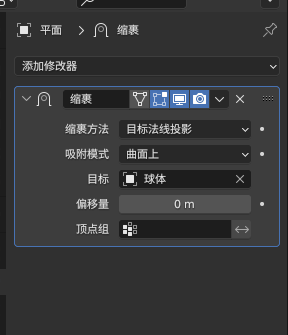 平面 > 缩裹
添加修改器
缩裹
缩裹方法 目标法线投影
吸附模式 曲面上
目标 球体
偏移量 0 m
顶点组